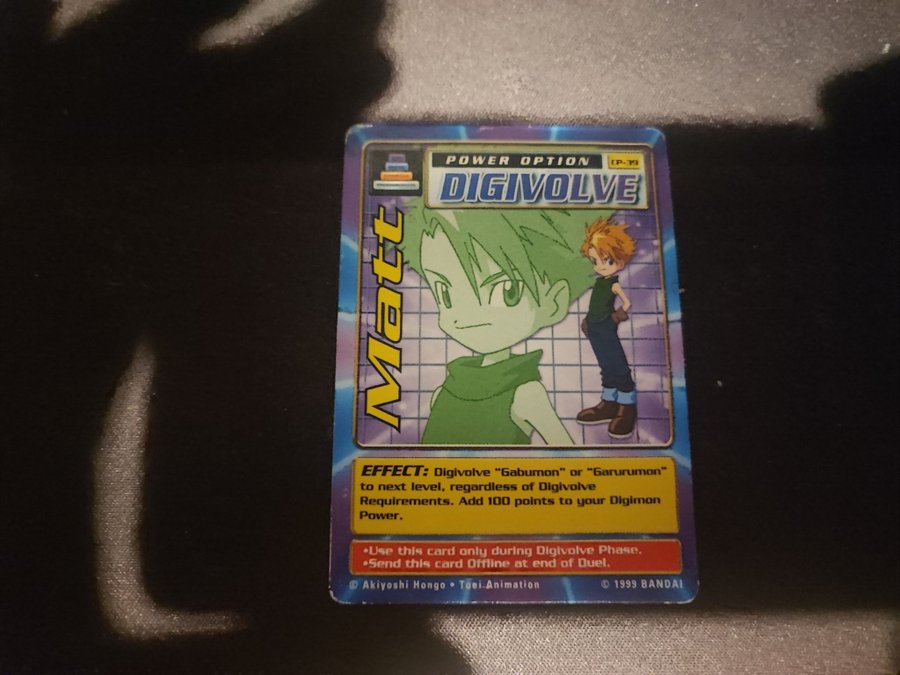 POWER OPTION
CP-39
DIGIVOLVE
Matt
EFFECT: Digivolve "Gabumon" or "Garurumon"
to next level, regardless of Digivolve
Requirements. Add 100 points to your Digimon
Power.
•Use this card only during Digivolve Phase.
•Send this card Offline at end of Duel.
© Akiyoshi Hongo • Toei Animation © 1999 BANDAI